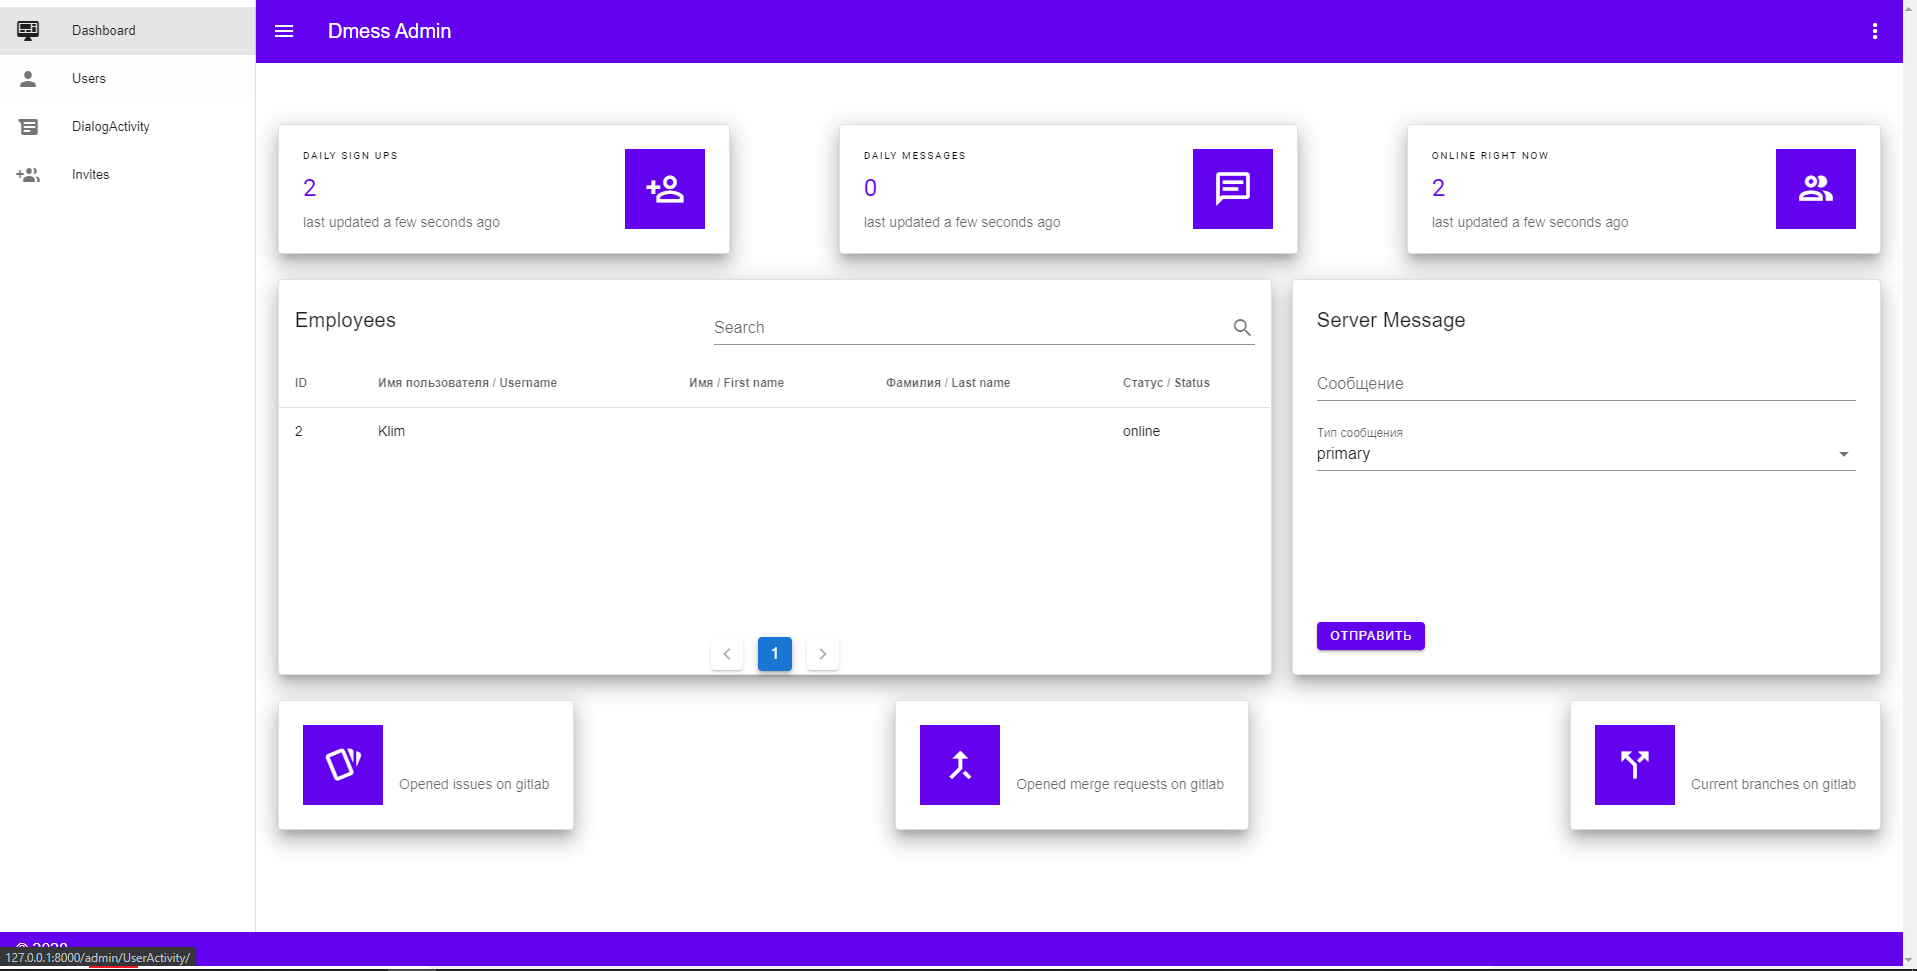 Dashboard
Users
DialogActivity
Invites
Dmess Admin
DAILY SIGN UPS
2
last updated a few seconds ago
DAILY MESSAGES
0
last updated a few seconds ago
ONLINE RIGHT NOW
2
last updated a few seconds ago
Employees
Search
ID Имя пользователя / Username Имя / First name Фамилия / Last name Статус / Status
2 Klim online
1
Server Message
Сообщение
Тип сообщения
primary
ОТПРАВИТЬ
Opened issues on gitlab
Opened merge requests on gitlab
Current branches on gitlab
127.0.0.1:8000/admin/UserActivity/